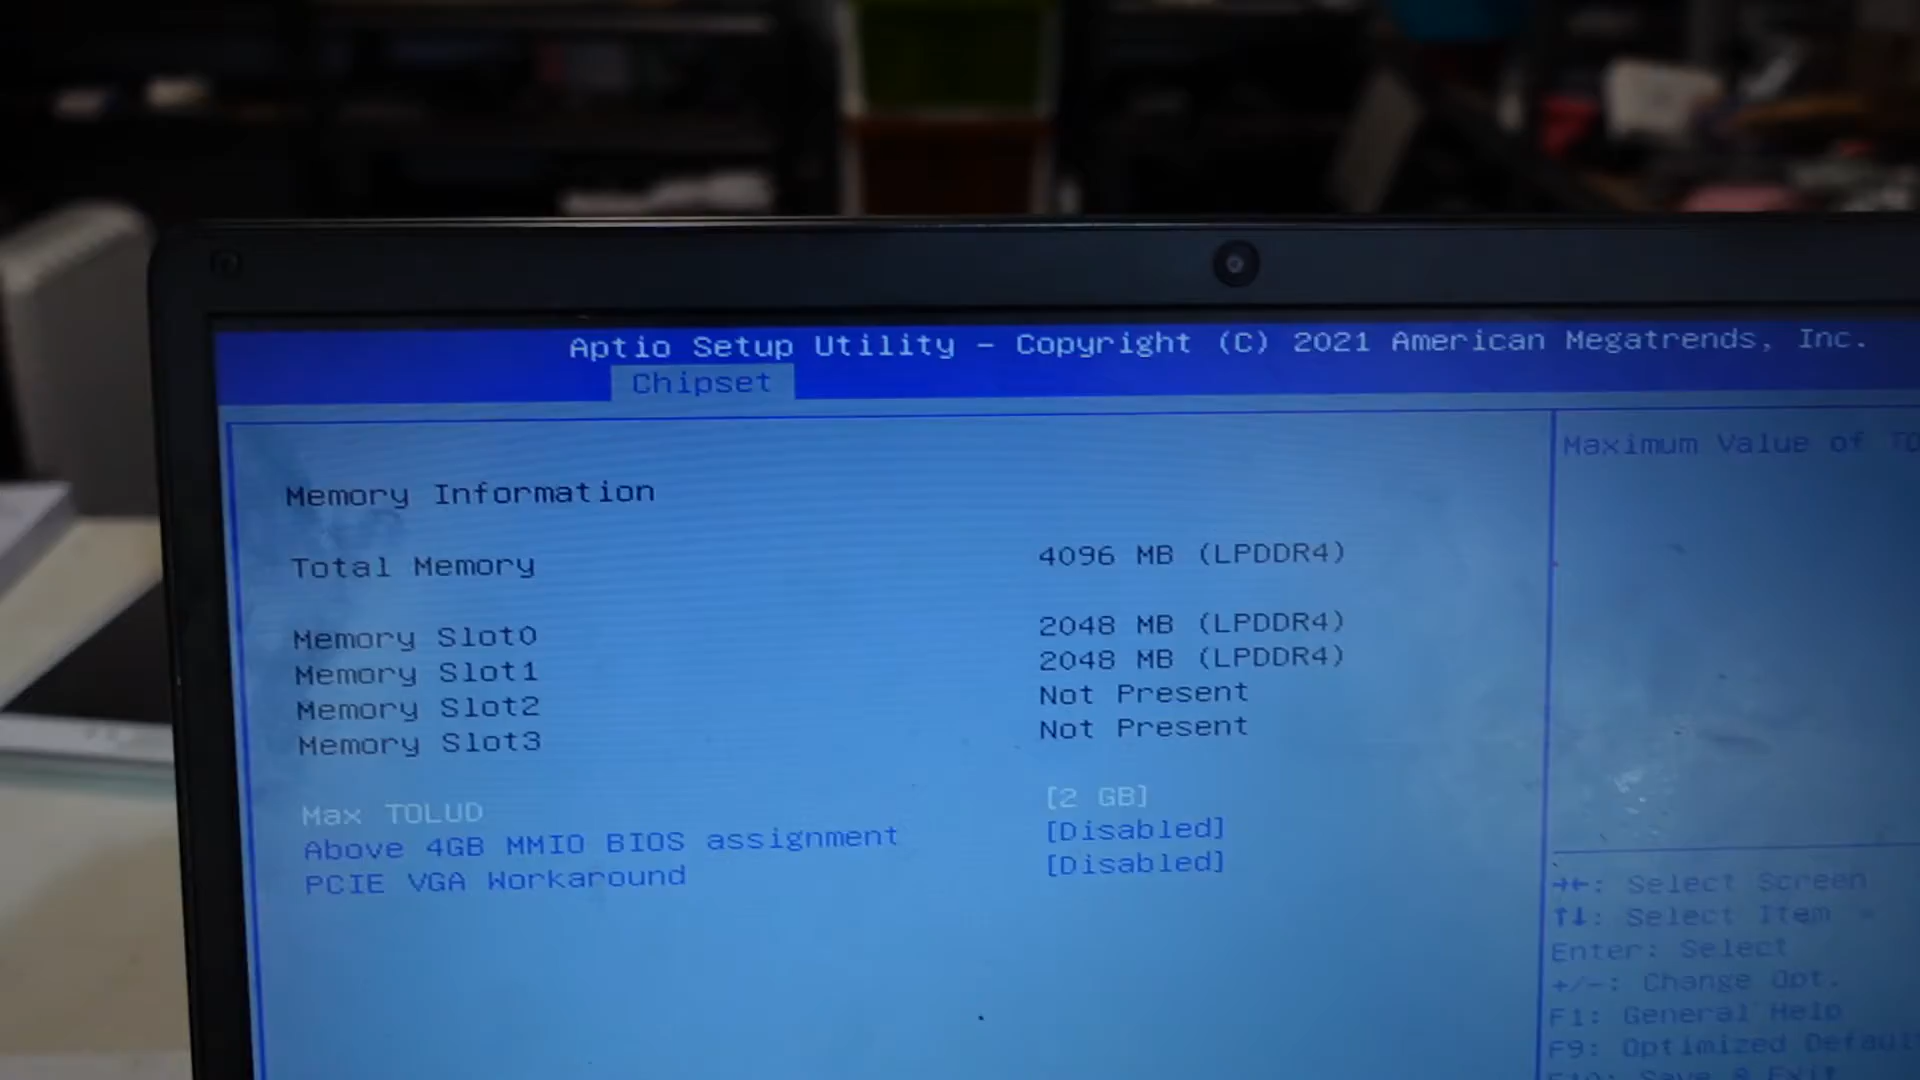 Aptio Setup Utility – Copyright (C) 2021 American Megatrends, Inc.
Chipset
Maximum Value of
Memory Information
Total Memory 4096 MB (LPDDR4)
Memory Slot0 2048 MB (LPDDR4)
Memory Slot1 2048 MB (LPDDR4)
Memory Slot2 Not Present
Memory Slot3 Not Present
Max TOLUD [2 GB]
Above 4GB MMIO BIOS assignment [Disabled]
PCIE VGA Workaround [Disabled]
→←: Select Screen
↑↓: Select Item
Enter: Select
+/-: Change Opt.
F1: General Help
F9: Optimized
F10: Save & Exit